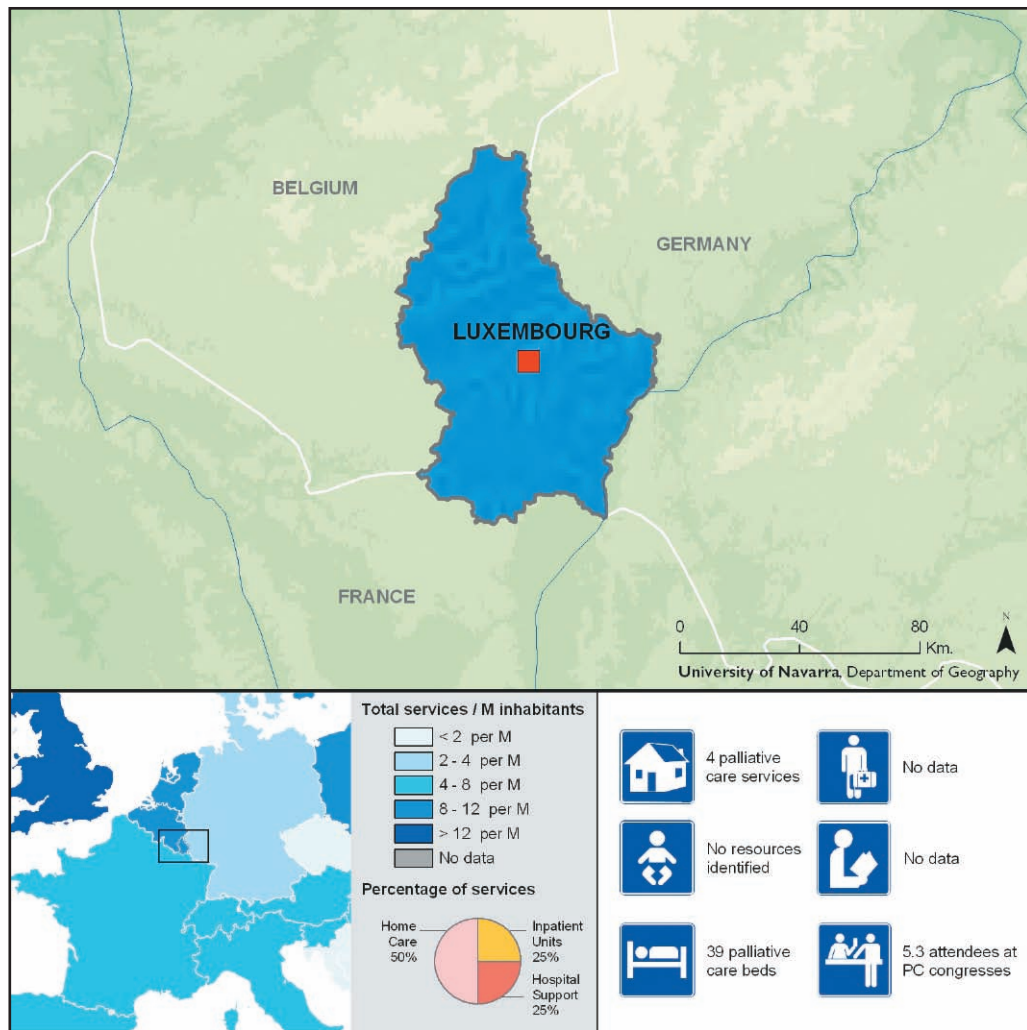 BELGIUM
GERMANY
LUXEMBOURG
FRANCE
N
0 40 80
Km.
University of Navarra, Department of Geography
Total services / M inhabitants
< 2 per M
2 - 4 per M
4 - 8 per M
8 - 12 per M
> 12 per M
No data
Percentage of services
Home
Care
50%
Inpatient
Units
25%
Hospital
Support
25%
4 palliative
care services
No data
No resources
identified
No data
39 palliative
care beds
5.3 attendees at
PC congresses